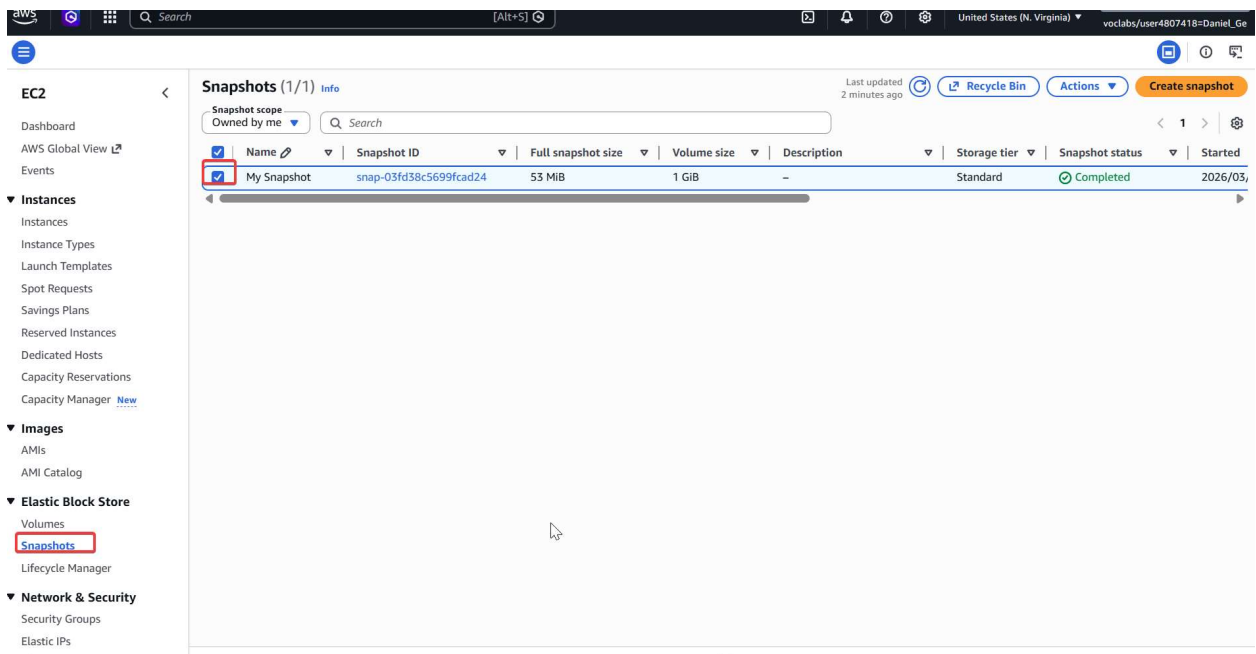 aws
Search [Alt+S] United States (N. Virginia) voclabs/user4807418=Daniel_Ge
EC2
Dashboard
AWS Global View
Events
Instances
Instances
Instance Types
Launch Templates
Spot Requests
Savings Plans
Reserved Instances
Dedicated Hosts
Capacity Reservations
Capacity Manager New
Images
AMIs
AMI Catalog
Elastic Block Store
Volumes
Snapshots
Lifecycle Manager
Network & Security
Security Groups
Elastic IPs
Snapshots (1/1) Info
Last updated
2 minutes ago
Recycle Bin
Actions
Create snapshot
Snapshot scope
Owned by me
Search
1
Name Snapshot ID Full snapshot size Volume size Description Storage tier Snapshot status Started
My Snapshot snap-03fd38c5699fcad24 53 MiB 1 GiB – Standard Completed 2026/03/